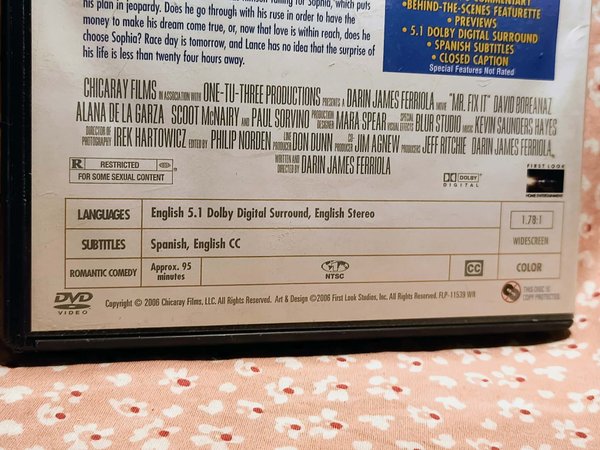 falling for Sophia, which puts
his plan in jeopardy. Does he go through with his ruse in order to have the
money to make his dream come true, or, now that love is within reach, does he
choose Sophia? Race day is tomorrow, and Lance has no idea that the surprise of
his life is less than twenty four hours away.
COMMENTARY
•BEHIND-THE-SCENES FEATURETTE
• PREVIEWS
• 5.1 DOLBY DIGITAL SURROUND
• SPANISH SUBTITLES
• CLOSED CAPTION
Special Features Not Rated
CHICARAY FILMS IN ASSOCIATION WITH ONE-TU-THREE PRODUCTIONS PRESENTS A DARIN JAMES FERRIOLA MOVIE "MR. FIX IT" DAVID BOREANAZ
ALANA DE LA GARZA SCOOT McNAIRY AND PAUL SORVINO PRODUCTION DESIGNER MARA SPEAR SPECIAL VISUAL EFFECTS BLUR STUDIO MUSIC BY KEVIN SAUNDERS HAYES
DIRECTOR OF PHOTOGRAPHY IREK HARTOWICZ EDITED BY PHILIP NORDEN LINE PRODUCER DON DUNN CO-PRODUCER JIM AGNEW PRODUCERS JEFF RITCHIE DARIN JAMES FERRIOLA
WRITTEN AND DIRECTED BY DARIN JAMES FERRIOLA
R RESTRICTED
FOR SOME SEXUAL CONTENT
DOLBY
DIGITAL
FIRST LOOK
HOME ENTERTAINMENT
LANGUAGES English 5.1 Dolby Digital Surround, English Stereo
1.78:1
SUBTITLES Spanish, English CC
WIDESCREEN
ROMANTIC COMEDY Approx. 95 minutes NTSC CC COLOR
DVD
VIDEO
Copyright © 2006 Chicaray Films, LLC. All Rights Reserved. Art & Design ©2006 First Look Studios, Inc. All Rights Reserved. FLP-11539 WR
THIS DISC IS
COPY PROTECTED